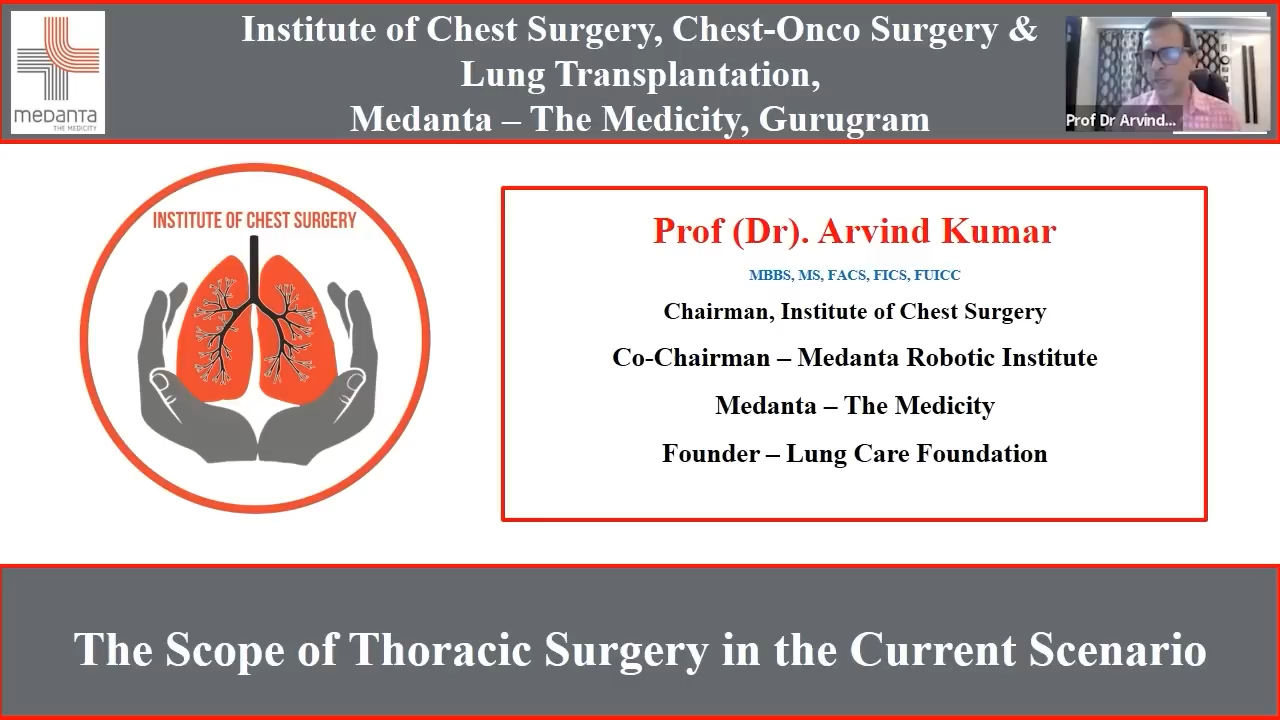 Institute of Chest Surgery, Chest-Onco Surgery &
Lung Transplantation,
Medanta – The Medicity, Gurugram
medanta
THE MEDICITY
Prof Dr Arvind...
INSTITUTE OF CHEST SURGERY
Prof (Dr). Arvind Kumar
MBBS, MS, FACS, FICS, FUICC
Chairman, Institute of Chest Surgery
Co-Chairman – Medanta Robotic Institute
Medanta – The Medicity
Founder – Lung Care Foundation
The Scope of Thoracic Surgery in the Current Scenario